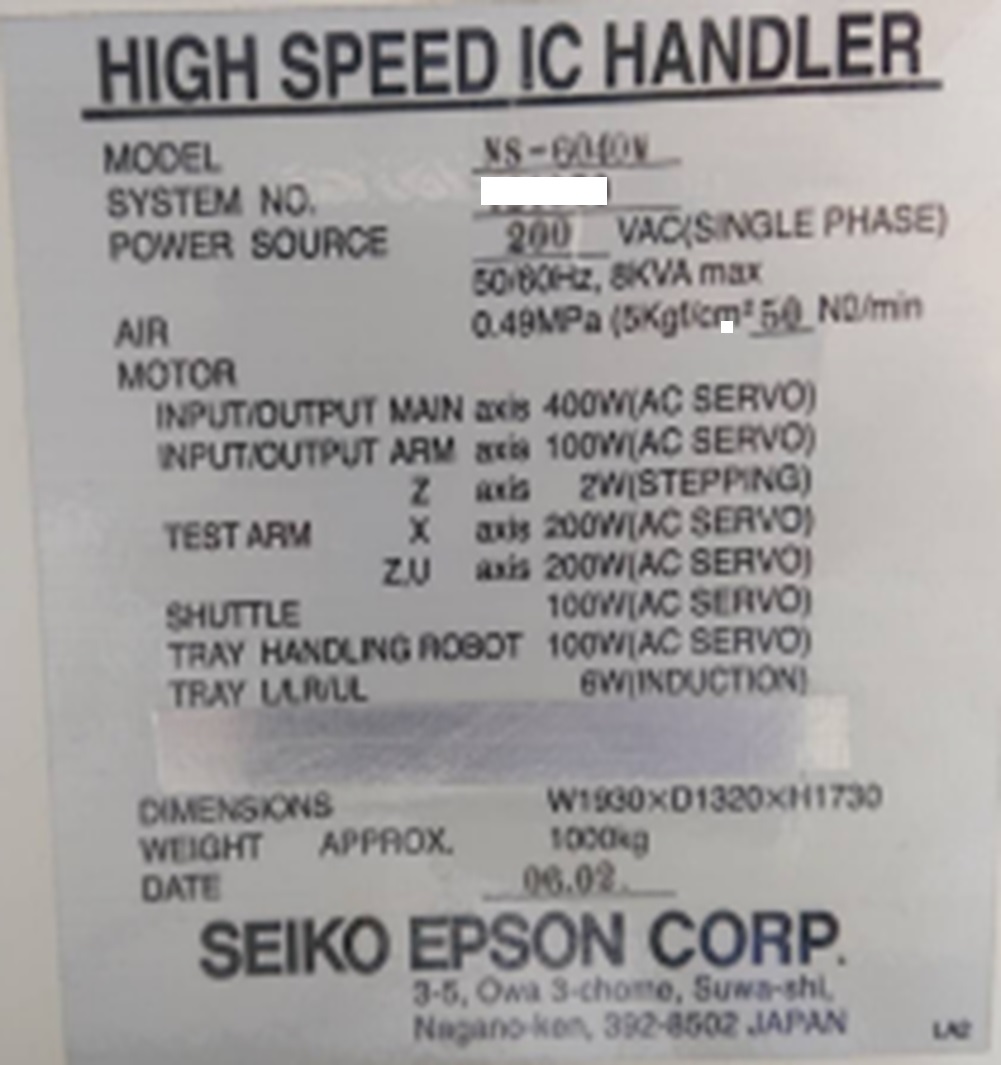 HIGH SPEED IC HANDLER
MODEL NS-6040N
SYSTEM NO.
POWER SOURCE 200 VAC(SINGLE PHASE)
50/60Hz, 8KVA max
AIR 0.49MPa (5Kgf/cm² 50 Nℓ/min
MOTOR
INPUT/OUTPUT MAIN axis 400W(AC SERVO)
INPUT/OUTPUT ARM axis 100W(AC SERVO)
Z axis 2W(STEPPING)
TEST ARM X axis 200W(AC SERVO)
Z,U axis 200W(AC SERVO)
SHUTTLE 100W(AC SERVO)
TRAY HANDLING ROBOT 100W(AC SERVO)
TRAY L/LR/UL 6W(INDUCTION)
DIMENSIONS W1930×D1320×H1730
WEIGHT APPROX. 1000kg
DATE 06.02.
SEIKO EPSON CORP.
3-5, Owa 3-chome, Suwa-shi,
Nagano-ken, 392-8502 JAPAN
LA2